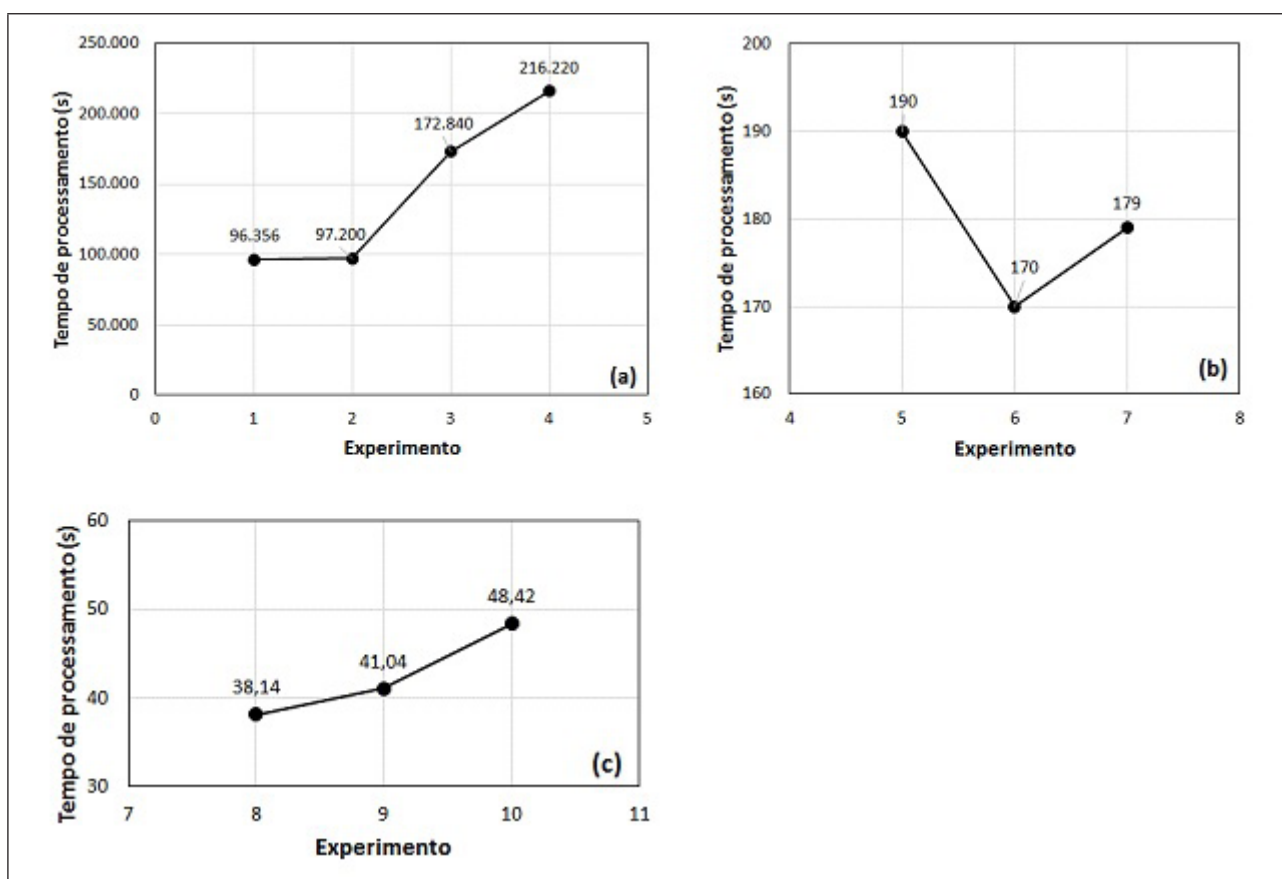 250.000
200.000
150.000
100.000
50.000
0
Tempo de processamento (s)
96.356
97.200
172.840
216.220
(a)
0 1 2 3 4 5
Experimento
200
190
180
170
160
Tempo de processamento (s)
190
170
179
(b)
4 5 6 7 8
Experimento
60
50
40
30
Tempo de processamento (s)
38,14
41,04
48,42
(c)
7 8 9 10 11
Experimento